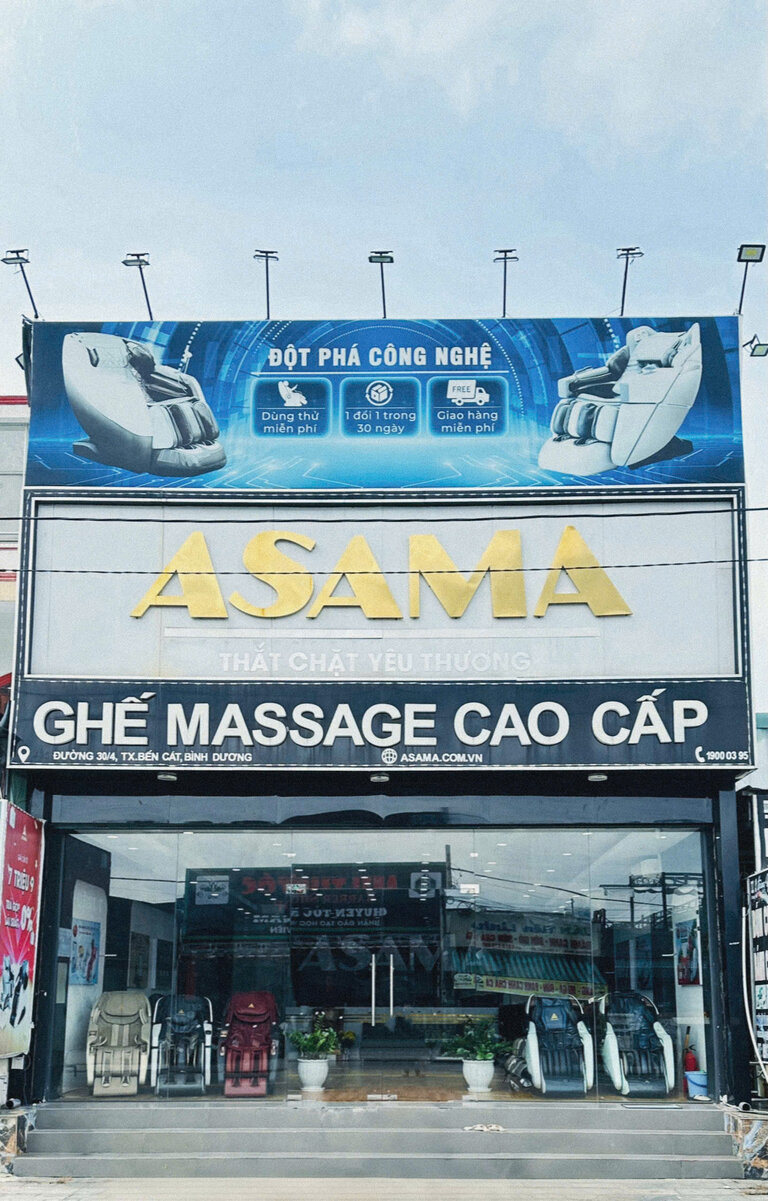 ĐỘT PHÁ CÔNG NGHỆ
Dùng thử
miễn phí
1 đổi 1 trong
30 ngày
FREE
Giao hàng
miễn phí
ASAMA
THẮT CHẶT YÊU THƯƠNG
GHẾ MASSAGE CAO CẤP
ĐƯỜNG 30/4, TX.BẾN CÁT, BÌNH DƯƠNG
ASAMA.COM.VN
1900 03 95
ASAMA